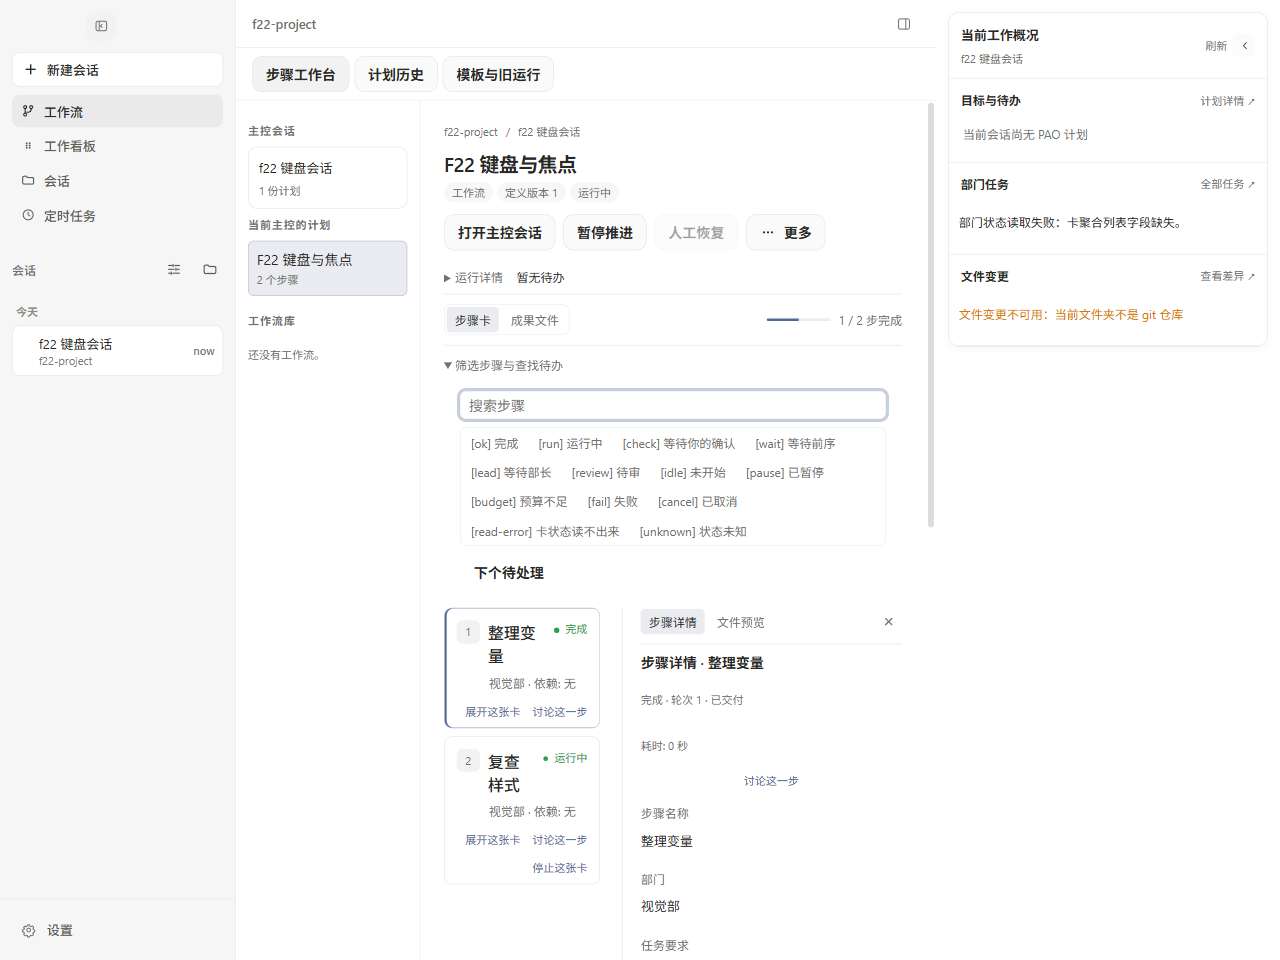 新建会话
工作流
工作看板
会话
定时任务
会话
今天
f22 键盘会话
f22-project
now
设置
f22-project
步骤工作台
计划历史
模板与旧运行
主控会话
f22 键盘会话
1 份计划
当前主控的计划
F22 键盘与焦点
2 个步骤
工作流库
还没有工作流。
f22-project / f22 键盘会话
F22 键盘与焦点
工作流 定义版本 1 运行中
打开主控会话 暂停推进 人工恢复 ··· 更多
▶ 运行详情 暂无待办
步骤卡 成果文件 1 / 2 步完成
▼ 筛选步骤与查找待办
搜索步骤
[ok] 完成 [run] 运行中 [check] 等待你的确认 [wait] 等待前序
[lead] 等待部长 [review] 待审 [idle] 未开始 [pause] 已暂停
[budget] 预算不足 [fail] 失败 [cancel] 已取消
[read-error] 卡状态读不出来 [unknown] 状态未知
下个待处理
1 整理变量 ● 完成
视觉部 · 依赖: 无
展开这张卡 讨论这一步
2 复查样式 ● 运行中
视觉部 · 依赖: 无
展开这张卡 讨论这一步
停止这张卡
步骤详情 文件预览 ×
步骤详情 · 整理变量
完成 · 轮次 1 · 已交付
耗时: 0 秒
讨论这一步
步骤名称
整理变量
部门
视觉部
任务要求
当前工作概况
f22 键盘会话
刷新
目标与待办 计划详情 ↗
当前会话尚无 PAO 计划
部门任务 全部任务 ↗
部门状态读取失败：卡聚合列表字段缺失。
文件变更 查看差异 ↗
文件变更不可用：当前文件夹不是 git 仓库